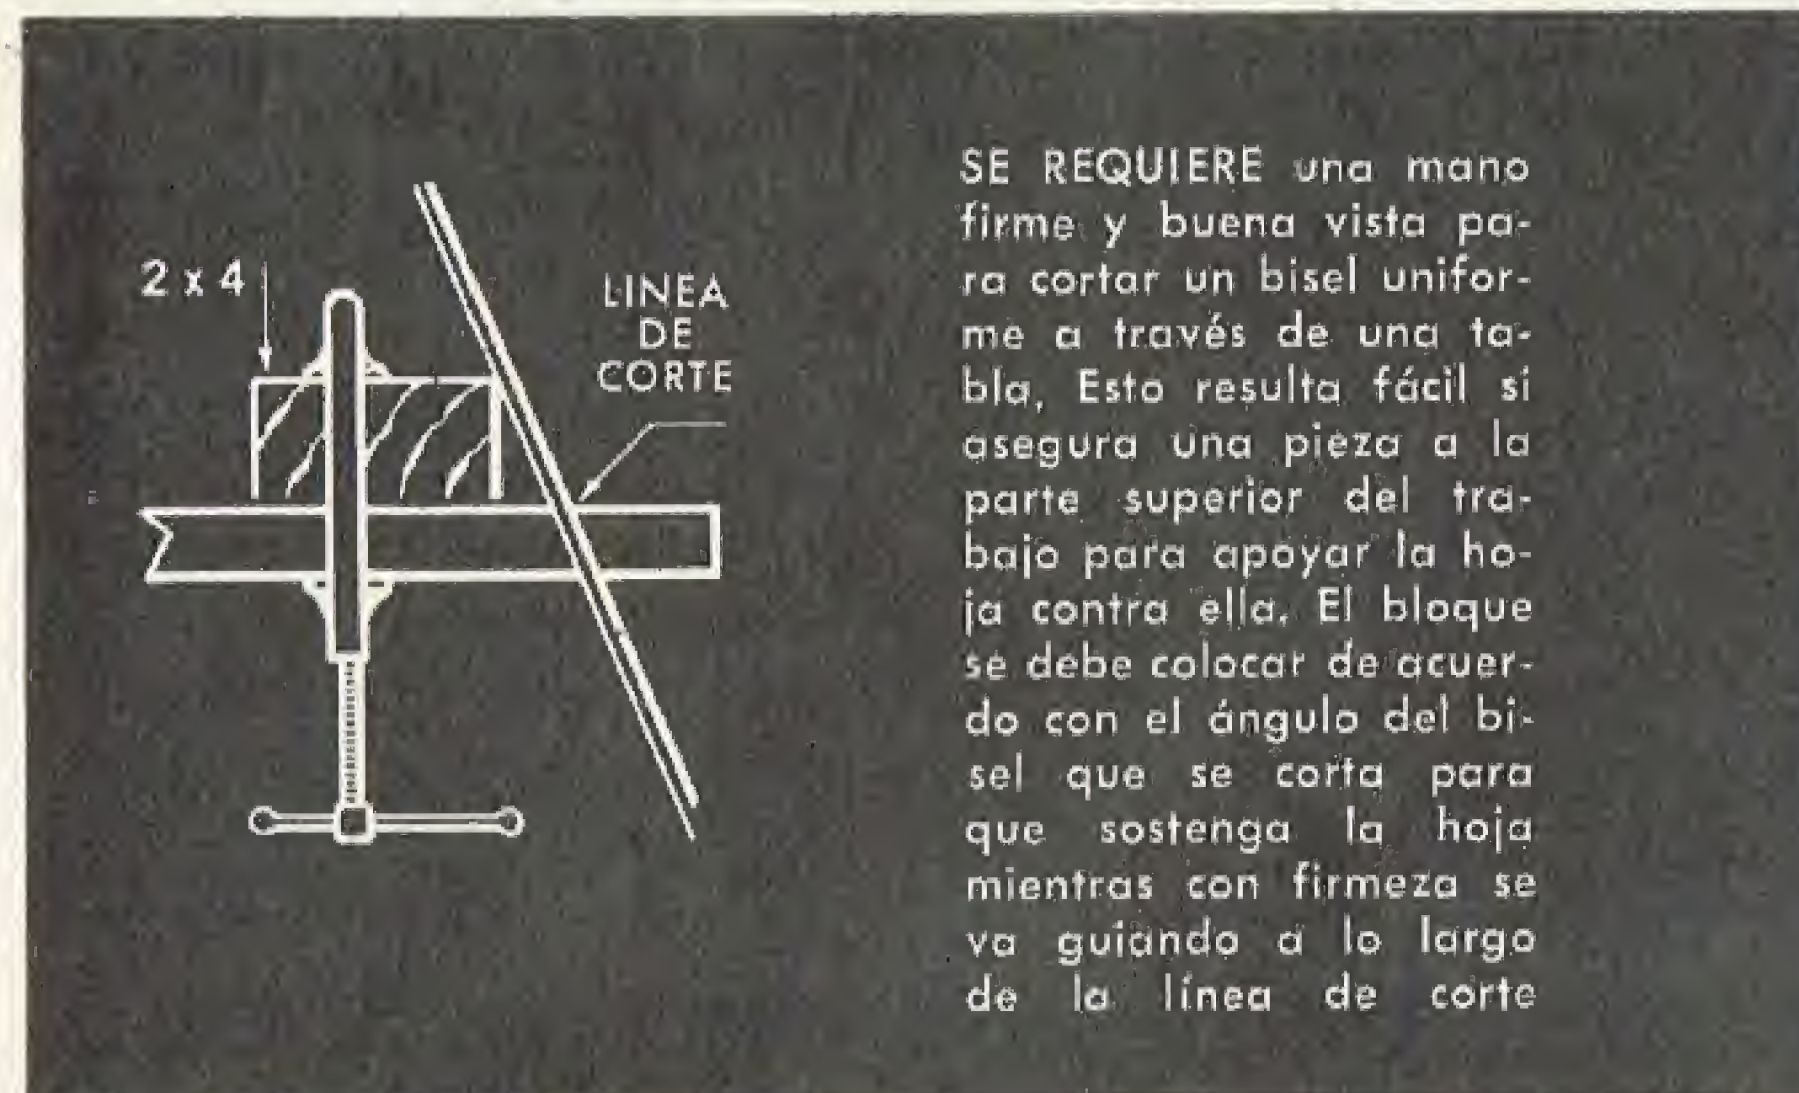 2 x 4
LINEA
DE
CORTE
SE REQUIERE una mano
firme y buena vista pa-
ra cortar un bisel unifor-
me a través de una ta-
bla, Esto resulta fácil si
asegura una pieza a la
parte superior del tra-
bajo para apoyar la ho-
ja contra ella. El bloque
se debe colocar de acuer-
do con el ángulo del bi-
sel que se corta para
que sostenga la hoja
mientras con firmeza se
va guiando a lo largo
de la línea de corte